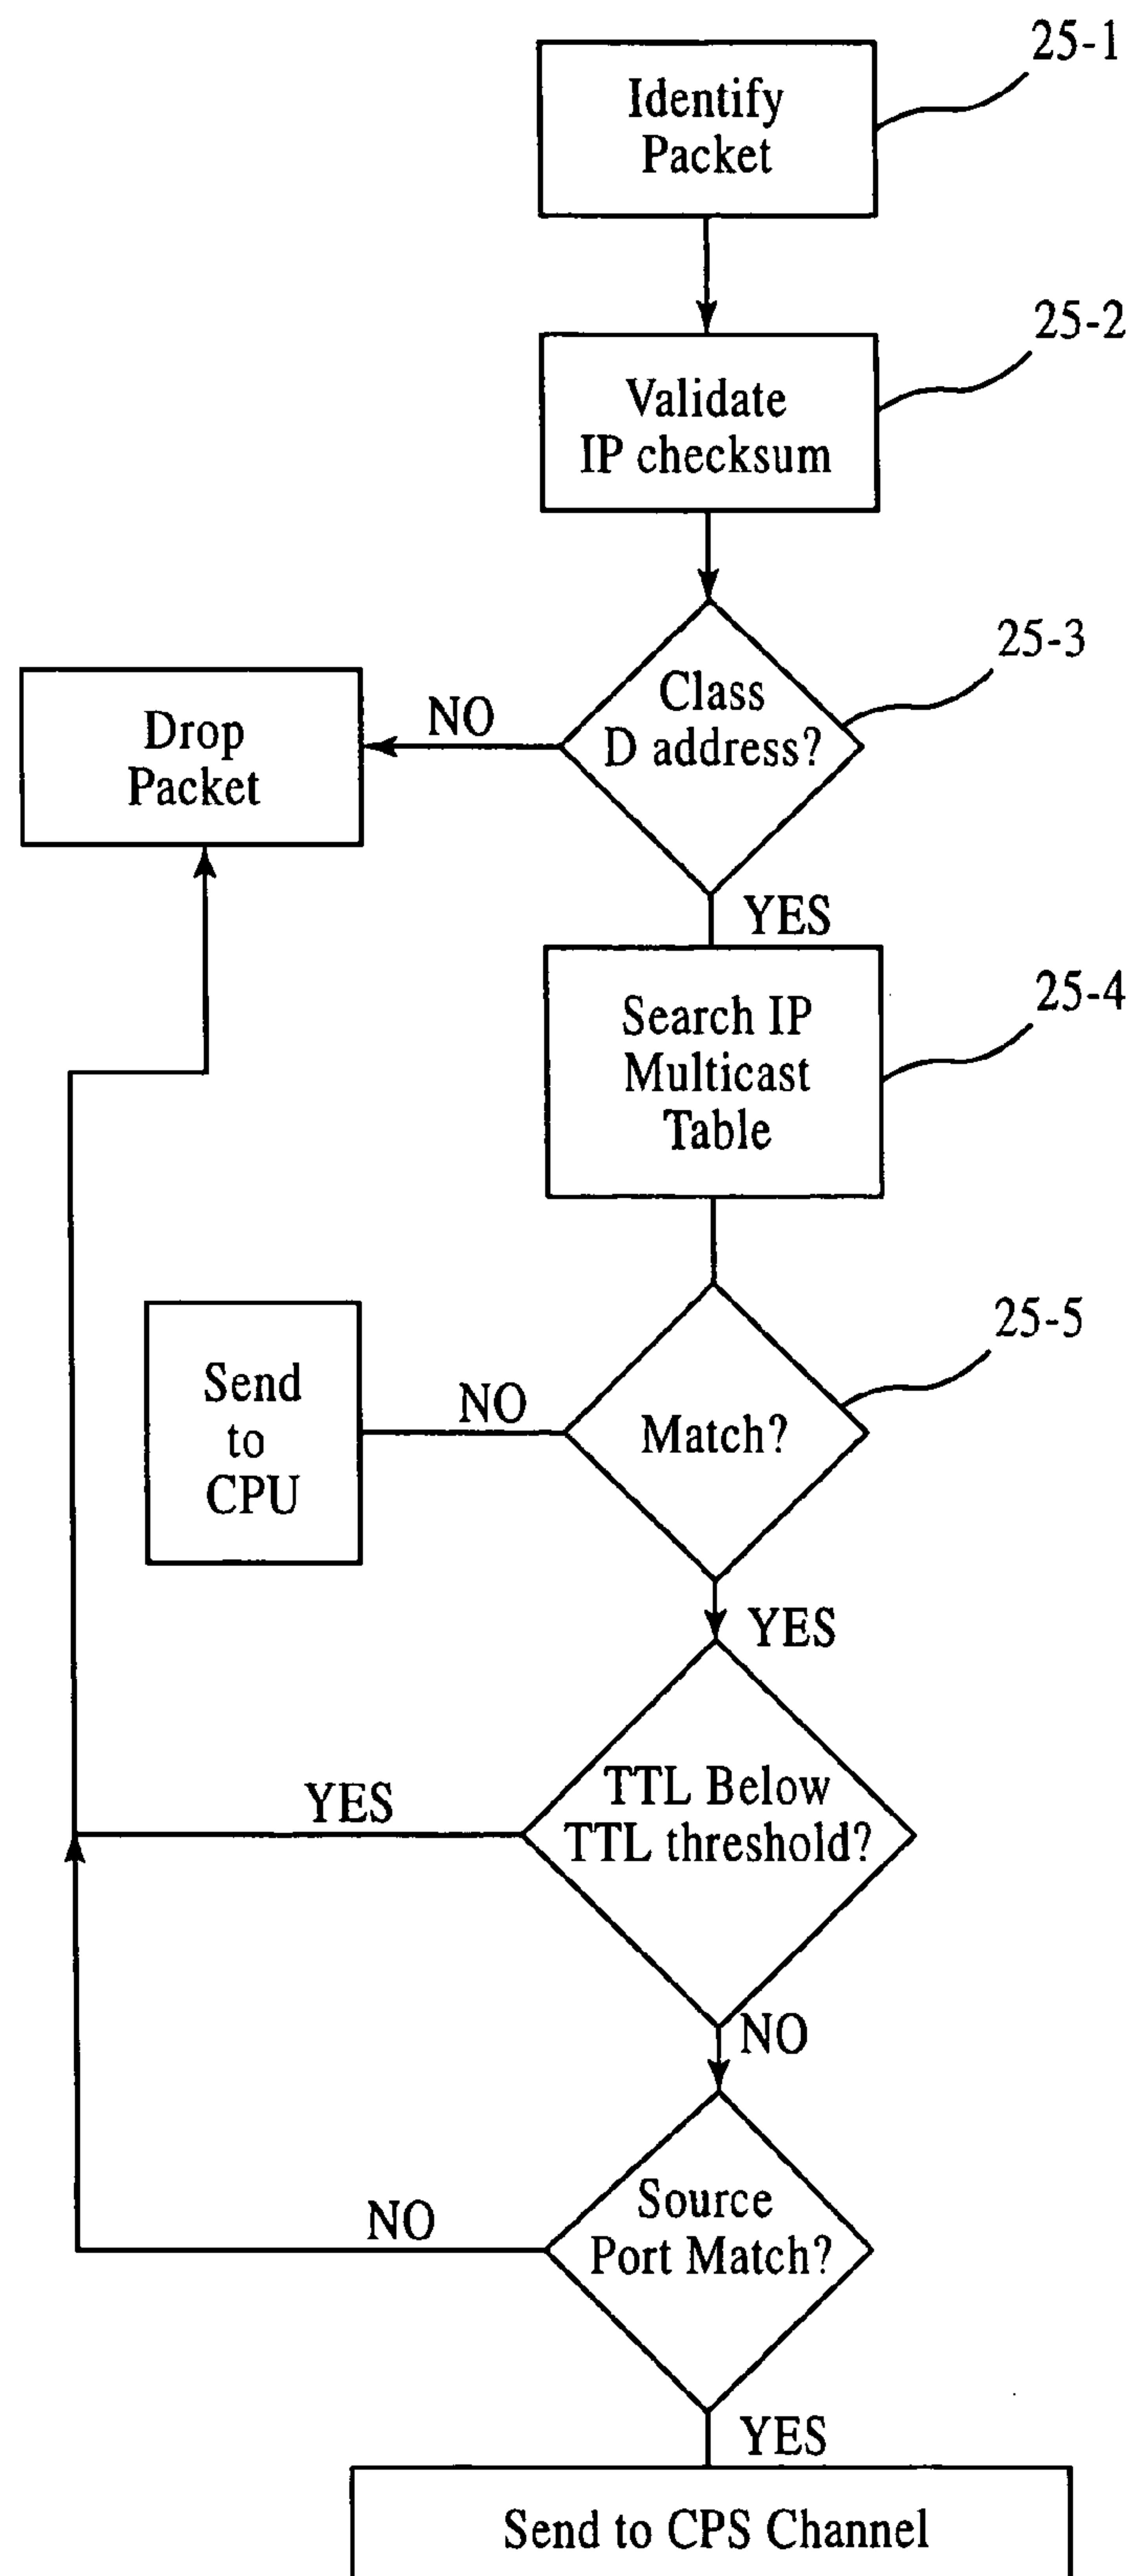 25-1
Identify
Packet
25-2
Validate
IP checksum
25-3
Class
D address?
NO
Drop
Packet
YES
25-4
Search IP
Multicast
Table
25-5
Match?
NO
Send
to
CPU
YES
TTL Below
TTL threshold?
YES
NO
Source
Port Match?
NO
YES
Send to CPS Channel